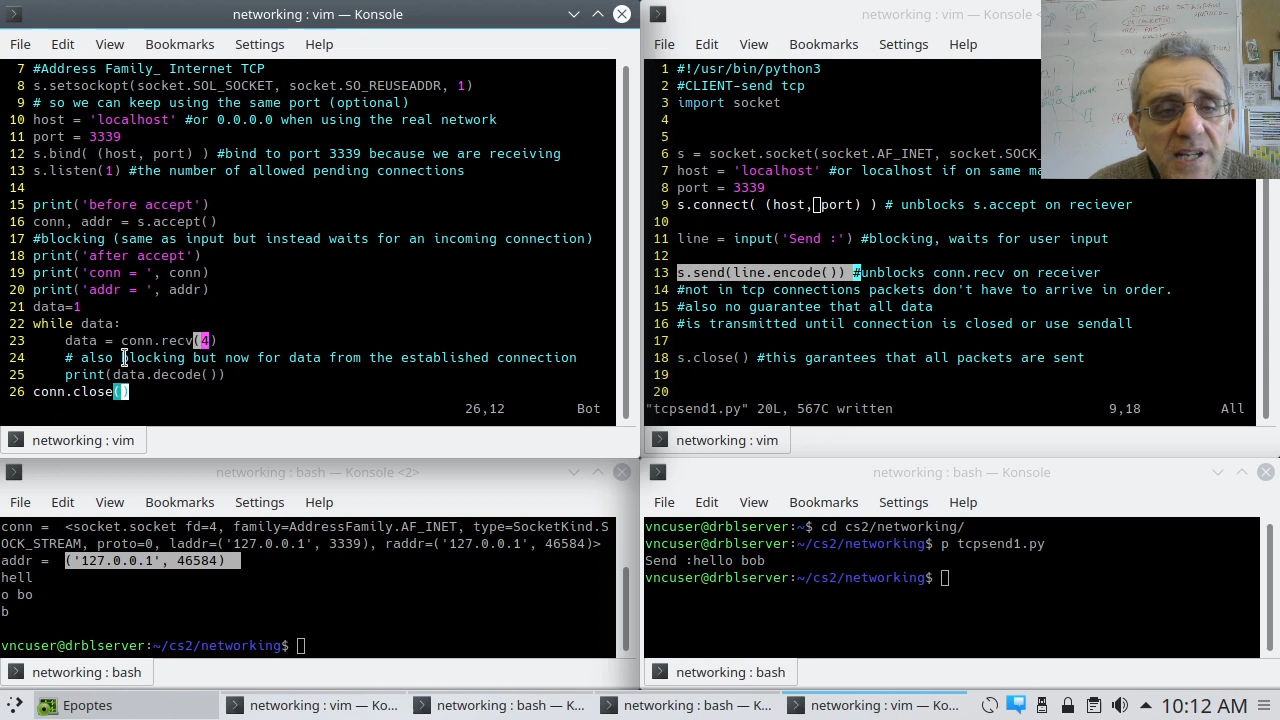 networking : vim — Konsole
File Edit View Bookmarks Settings Help
7 #Address Family_ Internet TCP
8 s.setsockopt(socket.SOL_SOCKET, socket.SO_REUSEADDR, 1)
9 # so we can keep using the same port (optional)
10 host = 'localhost' #or 0.0.0.0 when using the real network
11 port = 3339
12 s.bind( (host, port) ) #bind to port 3339 because we are receiving
13 s.listen(1) #the number of allowed pending connections
14
15 print('before accept')
16 conn, addr = s.accept()
17 #blocking (same as input but instead waits for an incoming connection)
18 print('after accept')
19 print('conn = ', conn)
20 print('addr = ', addr)
21 data=1
22 while data:
23 data = conn.recv(4)
24 # also blocking but now for data from the established connection
25 print(data.decode())
26 conn.close()
26,12 Bot
networking : vim
networking : vim — Konsole
File Edit View Bookmarks Settings Help
1 #!/usr/bin/python3
2 #CLIENT-send tcp
3 import socket
4
5
6 s = socket.socket(socket.AF_INET, socket.SOCK_
7 host = 'localhost' #or localhost if on same ma
8 port = 3339
9 s.connect( (host, port) ) # unblocks s.accept on reciever
10
11 line = input('Send :') #blocking, waits for user input
12
13 s.send(line.encode()) #unblocks conn.recv on receiver
14 #not in tcp connections packets don't have to arrive in order.
15 #also no guarantee that all data
16 #is transmitted until connection is closed or use sendall
17
18 s.close() #this garantees that all packets are sent
19
20
"tcpsend1.py" 20L, 567C written 9,18 All
networking : vim
networking : bash — Konsole <2>
File Edit View Bookmarks Settings Help
conn = <socket.socket fd=4, family=AddressFamily.AF_INET, type=SocketKind.S
OCK_STREAM, proto=0, laddr=('127.0.0.1', 3339), raddr=('127.0.0.1', 46584)>
addr = ('127.0.0.1', 46584)
hell
o bo
b
vncuser@drblserver:~/cs2/networking$
networking : bash
networking : bash — Konsole
File Edit View Bookmarks Settings Help
vncuser@drblserver:~$ cd cs2/networking/
vncuser@drblserver:~/cs2/networking$ p tcpsend1.py
Send :hello bob
vncuser@drblserver:~/cs2/networking$
networking : bash
Epoptes
networking : vim — Ko...
networking : bash — K...
networking : bash — K...
networking : vim — Ko...
10:12 AM